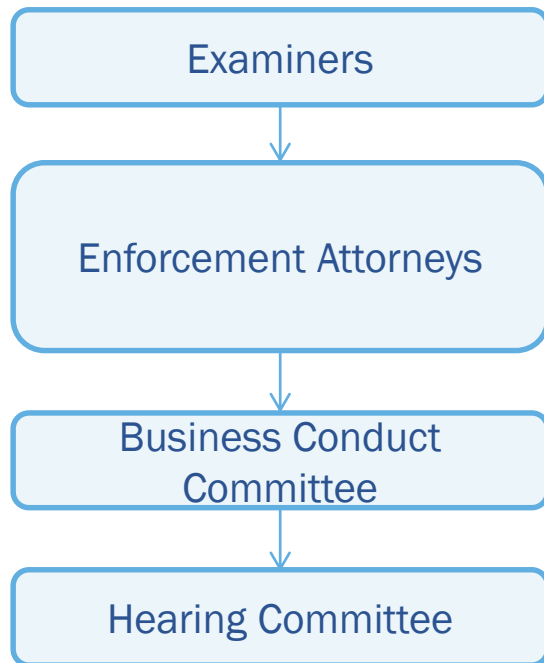 Examiners
Enforcement Attorneys
Business Conduct
Committee
Hearing Committee